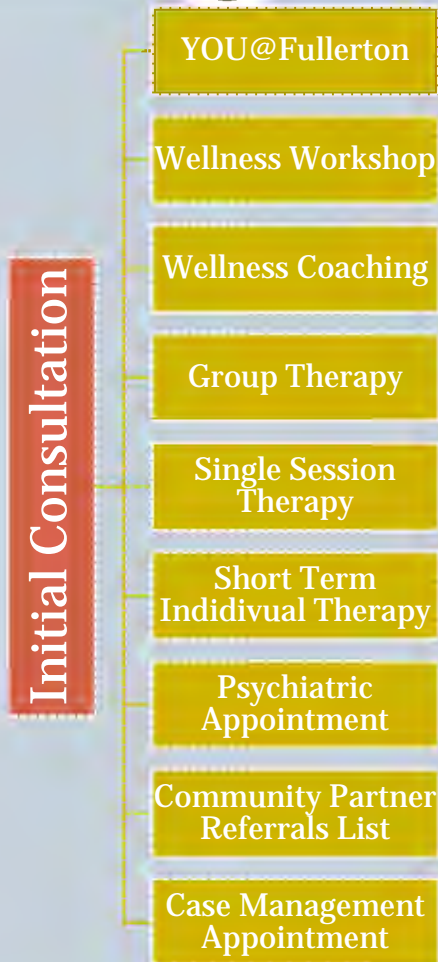 Initial Consultation
YOU@Fullerton
Wellness Workshop
Wellness Coaching
Group Therapy
Single Session
Therapy
Short Term
Indidivual Therapy
Psychiatric
Appointment
Community Partner
Referrals List
Case Management
Appointment